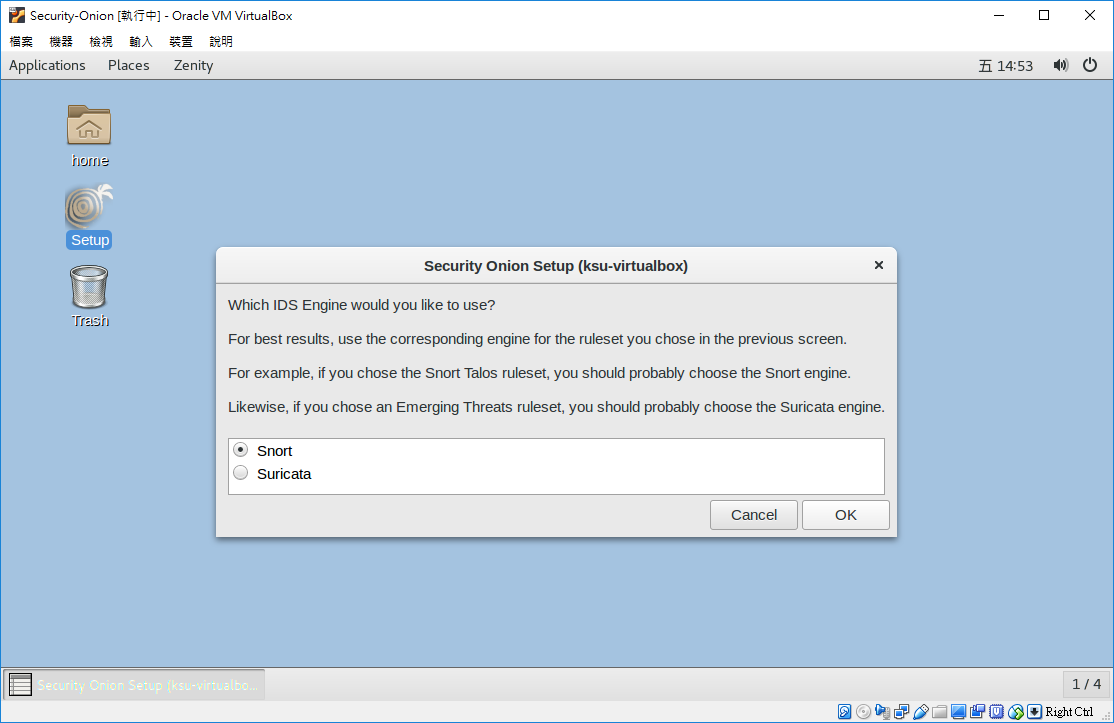 Security-Onion [執行中] - Oracle VM VirtualBox
檔案 機器 檢視 輸入 裝置 說明
Applications Places Zenity 五 14:53
home
Setup
Trash
Security Onion Setup (ksu-virtualbox)
Which IDS Engine would you like to use?
For best results, use the corresponding engine for the ruleset you chose in the previous screen.
For example, if you chose the Snort Talos ruleset, you should probably choose the Snort engine.
Likewise, if you chose an Emerging Threats ruleset, you should probably choose the Suricata engine.
Snort
Suricata
Cancel OK
Security Onion Setup (ksu-virtualbo... 1 / 4
Right Ctrl